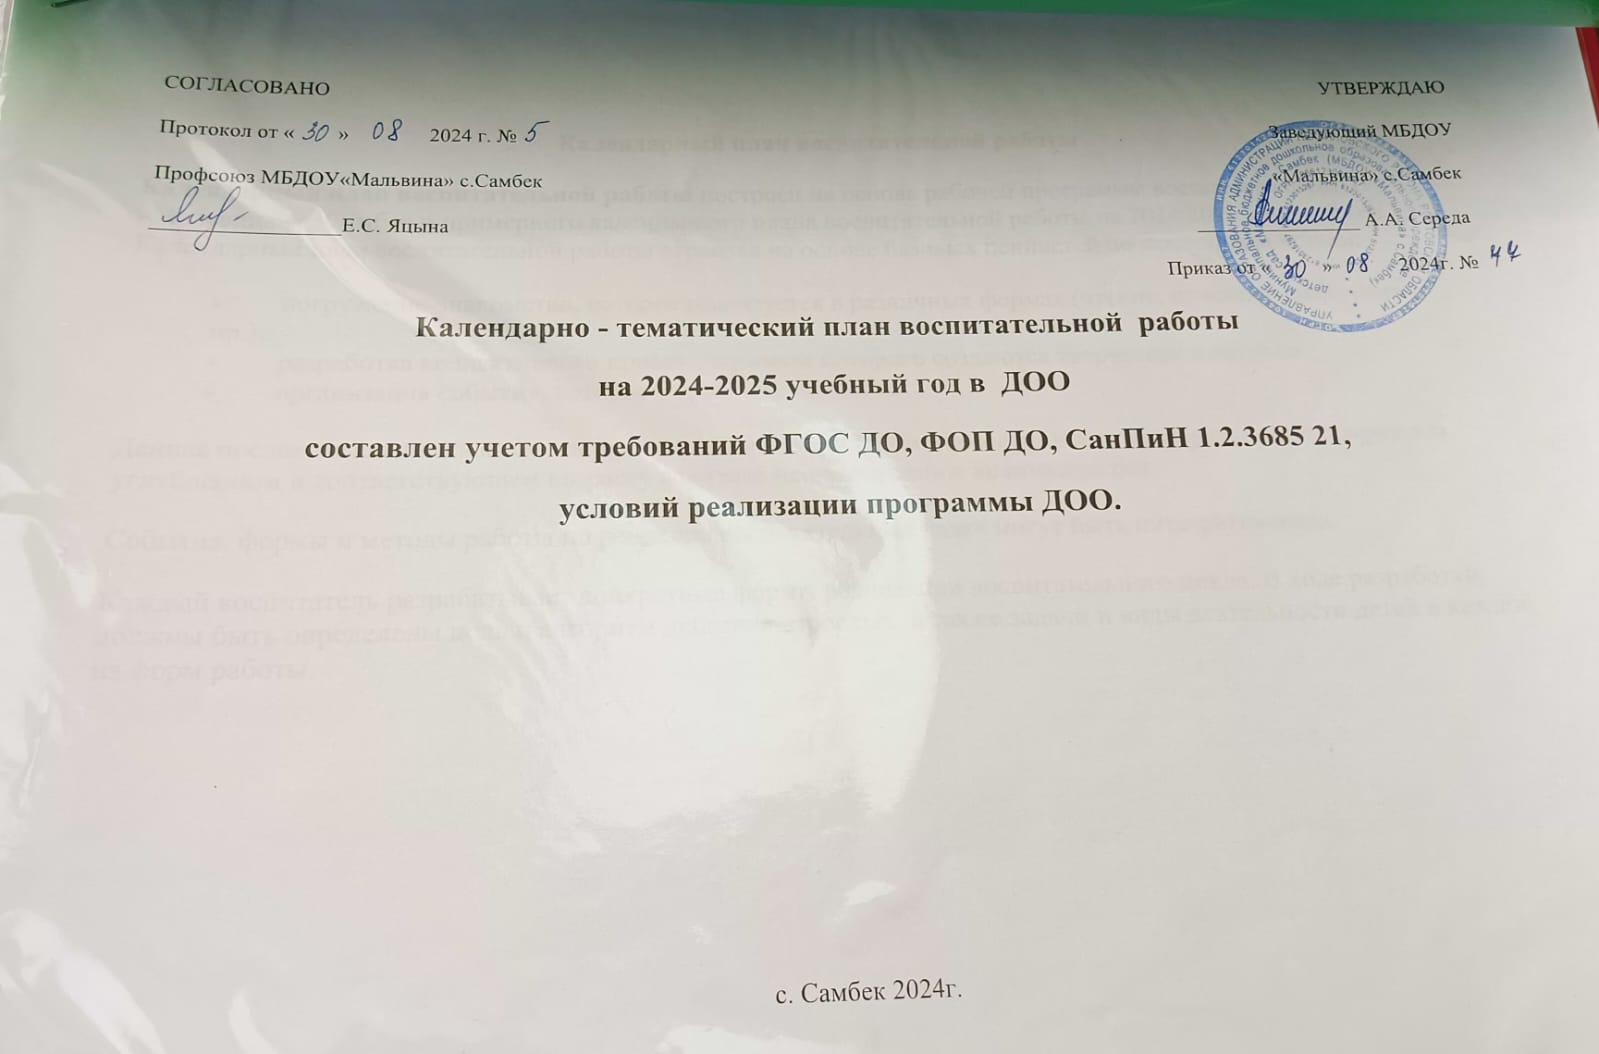 СОГЛАСОВАНО
Протокол от « 30 » 08 2024 г. № 5
Профсоюз МБДОУ«Мальвина» с.Самбек
Е.С. Яцына
УТВЕРЖДАЮ
Заведующий МБДОУ
«Мальвина» с.Самбек
А.А. Середа
Приказ от « 30 » 08 2024г. № 44
Календарно - тематический план воспитательной работы
на 2024-2025 учебный год в ДОО
составлен учетом требований ФГОС ДО, ФОП ДО, СанПиН 1.2.3685 21,
условий реализации программы ДОО.
с. Самбек 2024г.